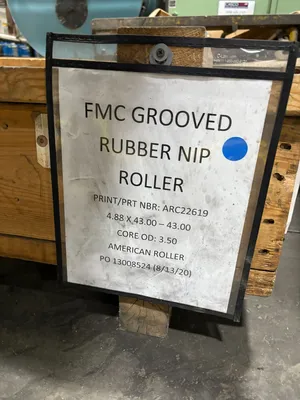 FMC GROOVED
RUBBER NIP
ROLLER
PRINT/PRT NBR: ARC22619
4.88 X 43.00 – 43.00
CORE OD: 3.50
AMERICAN ROLLER
PO 13008524 (8/13/20)